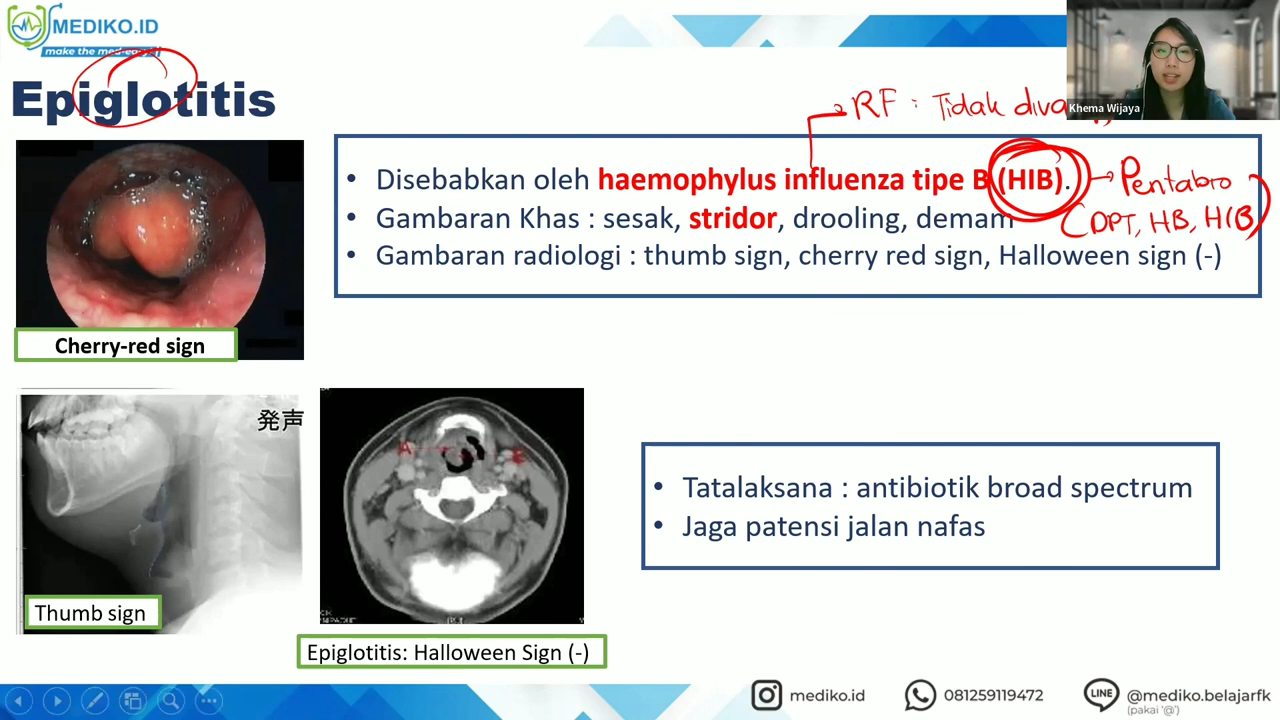 MEDIKO.ID
make the med-easy!
Epiglotitis
RF : Tidak diva
Khema Wijaya
• Disebabkan oleh haemophylus influenza tipe B (HIB).
Pentabio
(DPT, HB, HIB)
• Gambaran Khas : sesak, stridor, drooling, demam
• Gambaran radiologi : thumb sign, cherry red sign, Halloween sign (-)
Cherry-red sign
発声
A
Thumb sign
Epiglotitis: Halloween Sign (-)
• Tatalaksana : antibiotik broad spectrum
• Jaga patensi jalan nafas
mediko.id
081259119472
LINE
@mediko.belajarfk
(pakai '@')